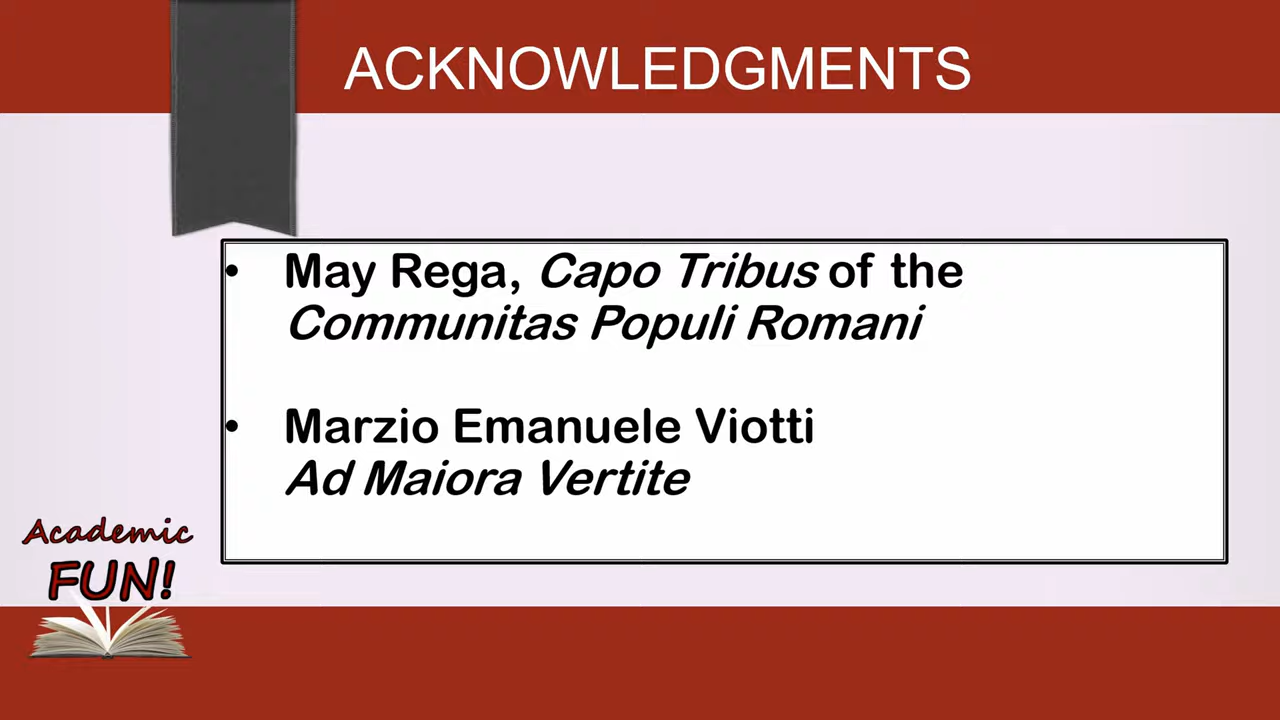 ACKNOWLEDGMENTS
• May Rega, Capo Tribus of the
Communitas Populi Romani
• Marzio Emanuele Viotti
Ad Maiora Vertite
Academic
FUN!